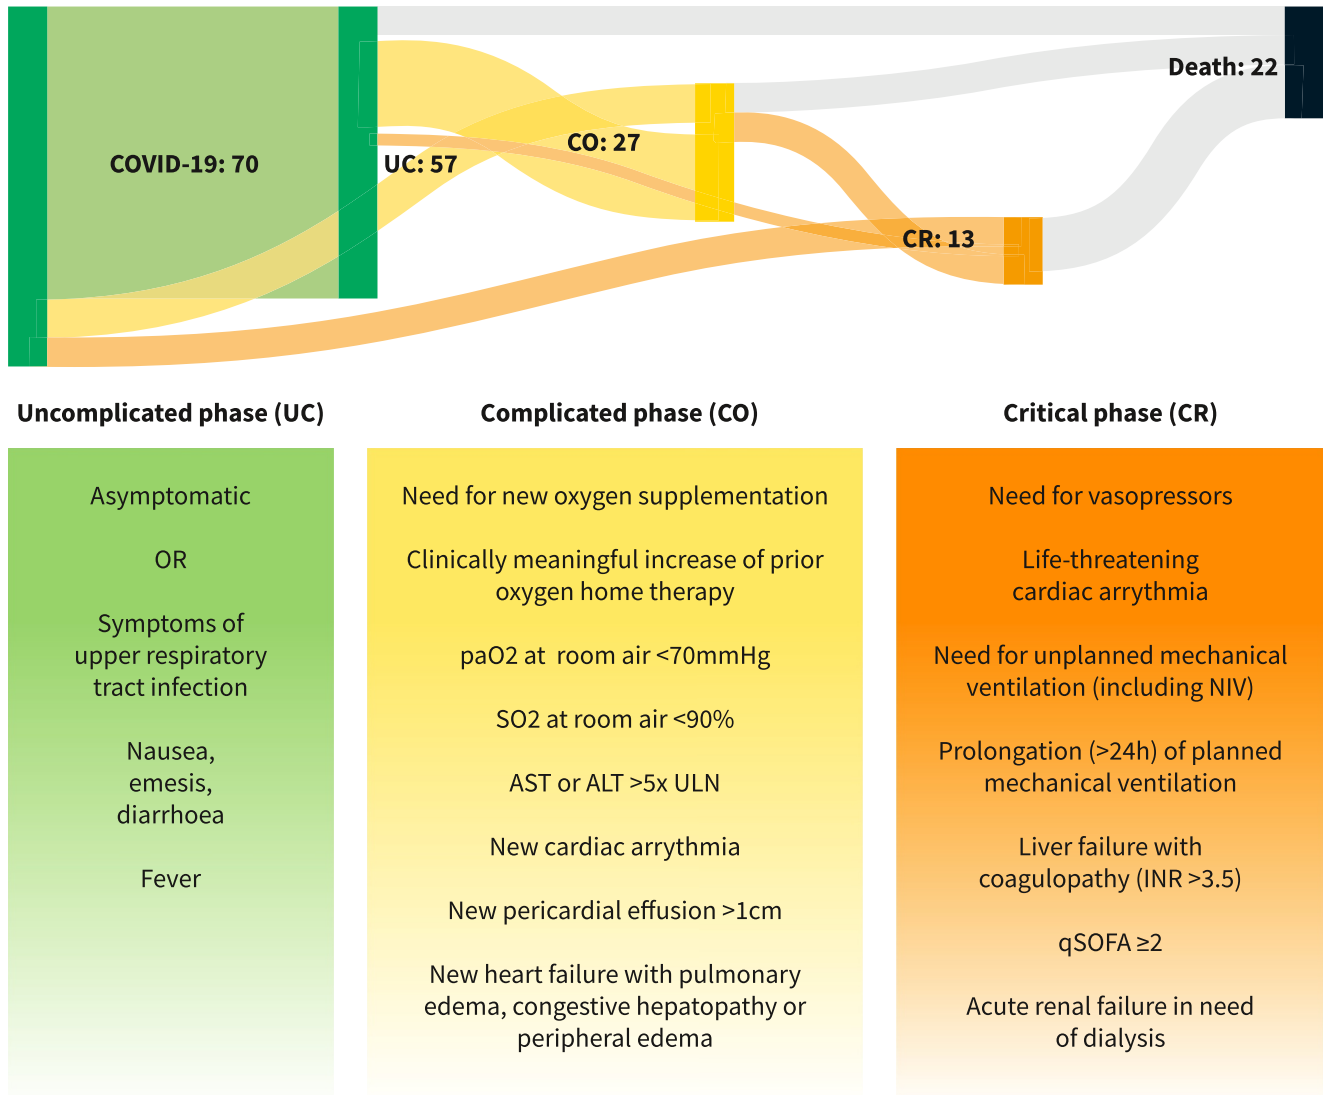 COVID-19: 70
UC: 57
CO: 27
CR: 13
Death: 22
Uncomplicated phase (UC)
Asymptomatic
OR
Symptoms of
upper respiratory
tract infection
Nausea,
emesis,
diarrhoea
Fever
Complicated phase (CO)
Need for new oxygen supplementation
Clinically meaningful increase of prior
oxygen home therapy
paO2 at room air <70mmHg
SO2 at room air <90%
AST or ALT >5x ULN
New cardiac arrythmia
New pericardial effusion >1cm
New heart failure with pulmonary
edema, congestive hepatopathy or
peripheral edema
Critical phase (CR)
Need for vasopressors
Life-threatening
cardiac arrythmia
Need for unplanned mechanical
ventilation (including NIV)
Prolongation (>24h) of planned
mechanical ventilation
Liver failure with
coagulopathy (INR >3.5)
qSOFA ≥2
Acute renal failure in need
of dialysis